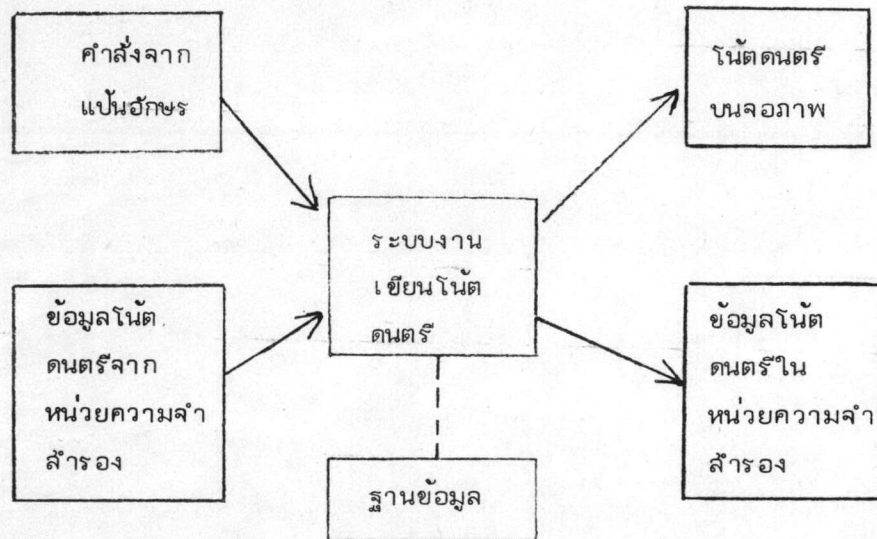 คำสั่งจาก
แป้นอักษร
โน้ตดนตรี
บนจอภาพ
ระบบงาน
เขียนโน้ต
ดนตรี
ข้อมูลโน้ต
ดนตรีจาก
หน่วยความจำ
สำรอง
ข้อมูลโน้ต
ดนตรีใน
หน่วยความจำ
สำรอง
ฐานข้อมูล